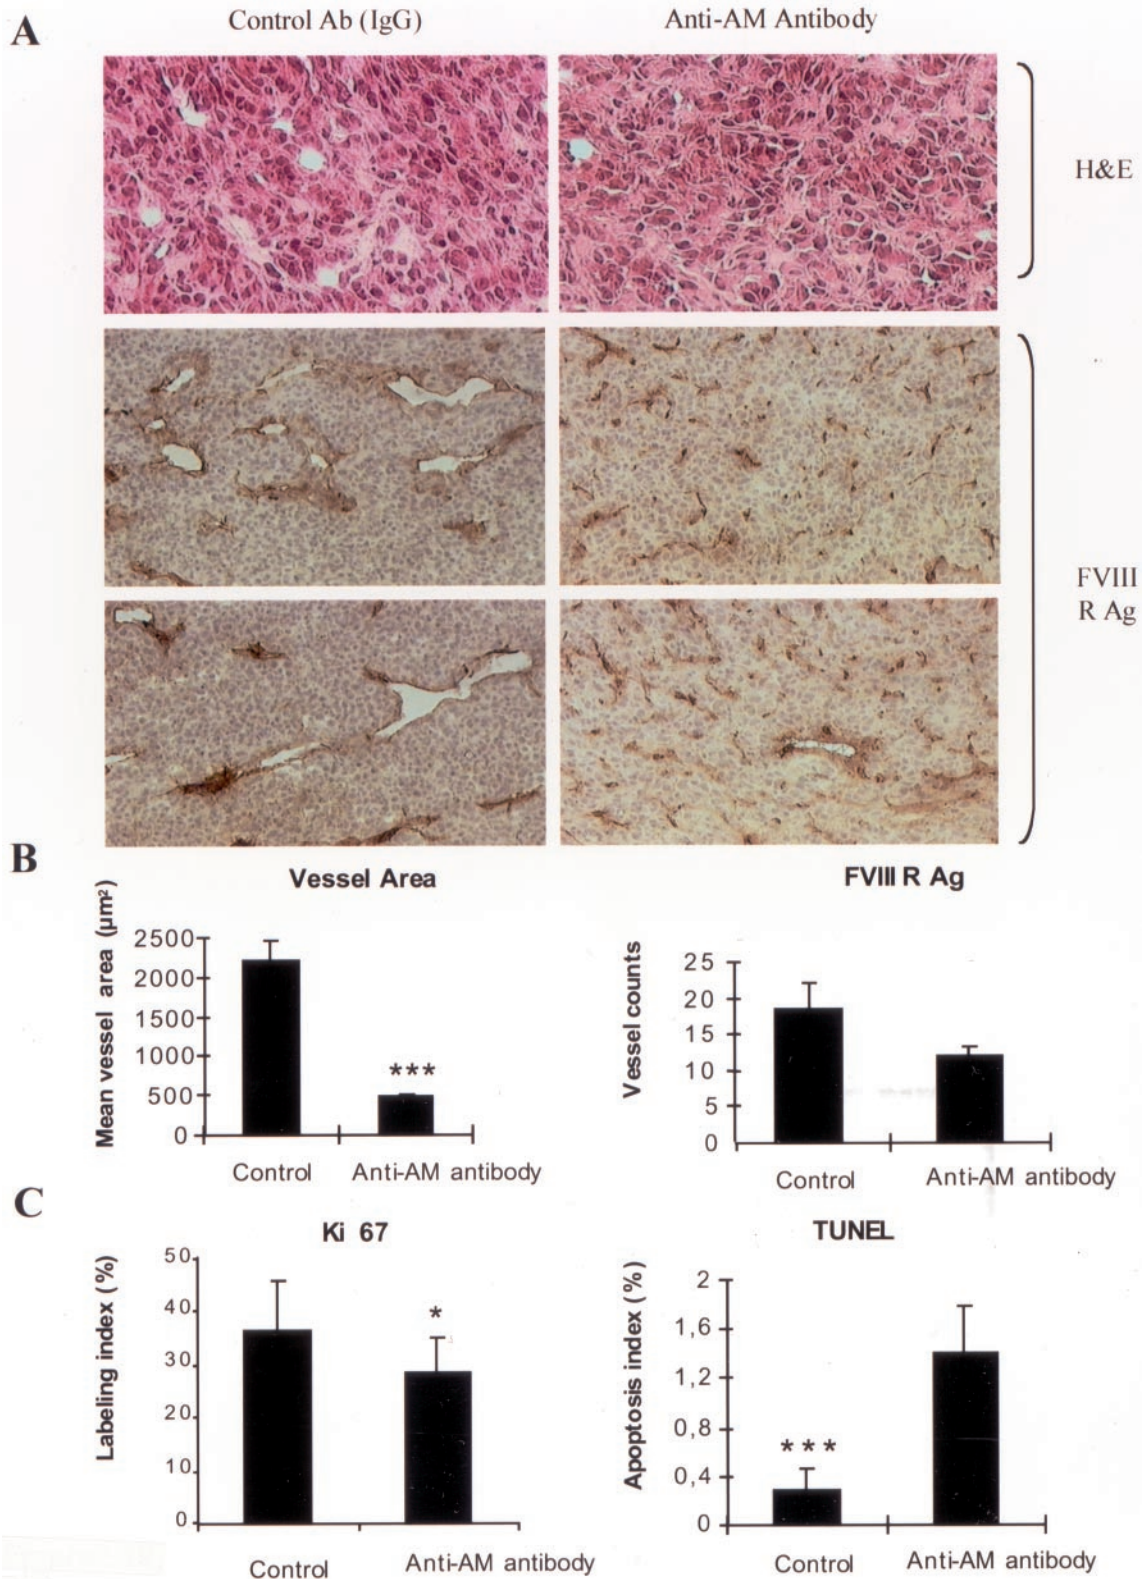 A
Control Ab (IgG)
Anti-AM Antibody
H&E
FVIII
R Ag
B
Vessel Area
Mean vessel area (µm²)
2500
2000
1500
1000
500
0
***
Control
Anti-AM antibody
FVIII R Ag
Vessel counts
25
20
15
10
5
0
Control
Anti-AM antibody
C
Ki 67
Labeling index (%)
50
40
30
20
10
0
*
Control
Anti-AM antibody
TUNEL
Apoptosis index (%)
2
1,6
1,2
0,8
0,4
0
***
Control
Anti-AM antibody